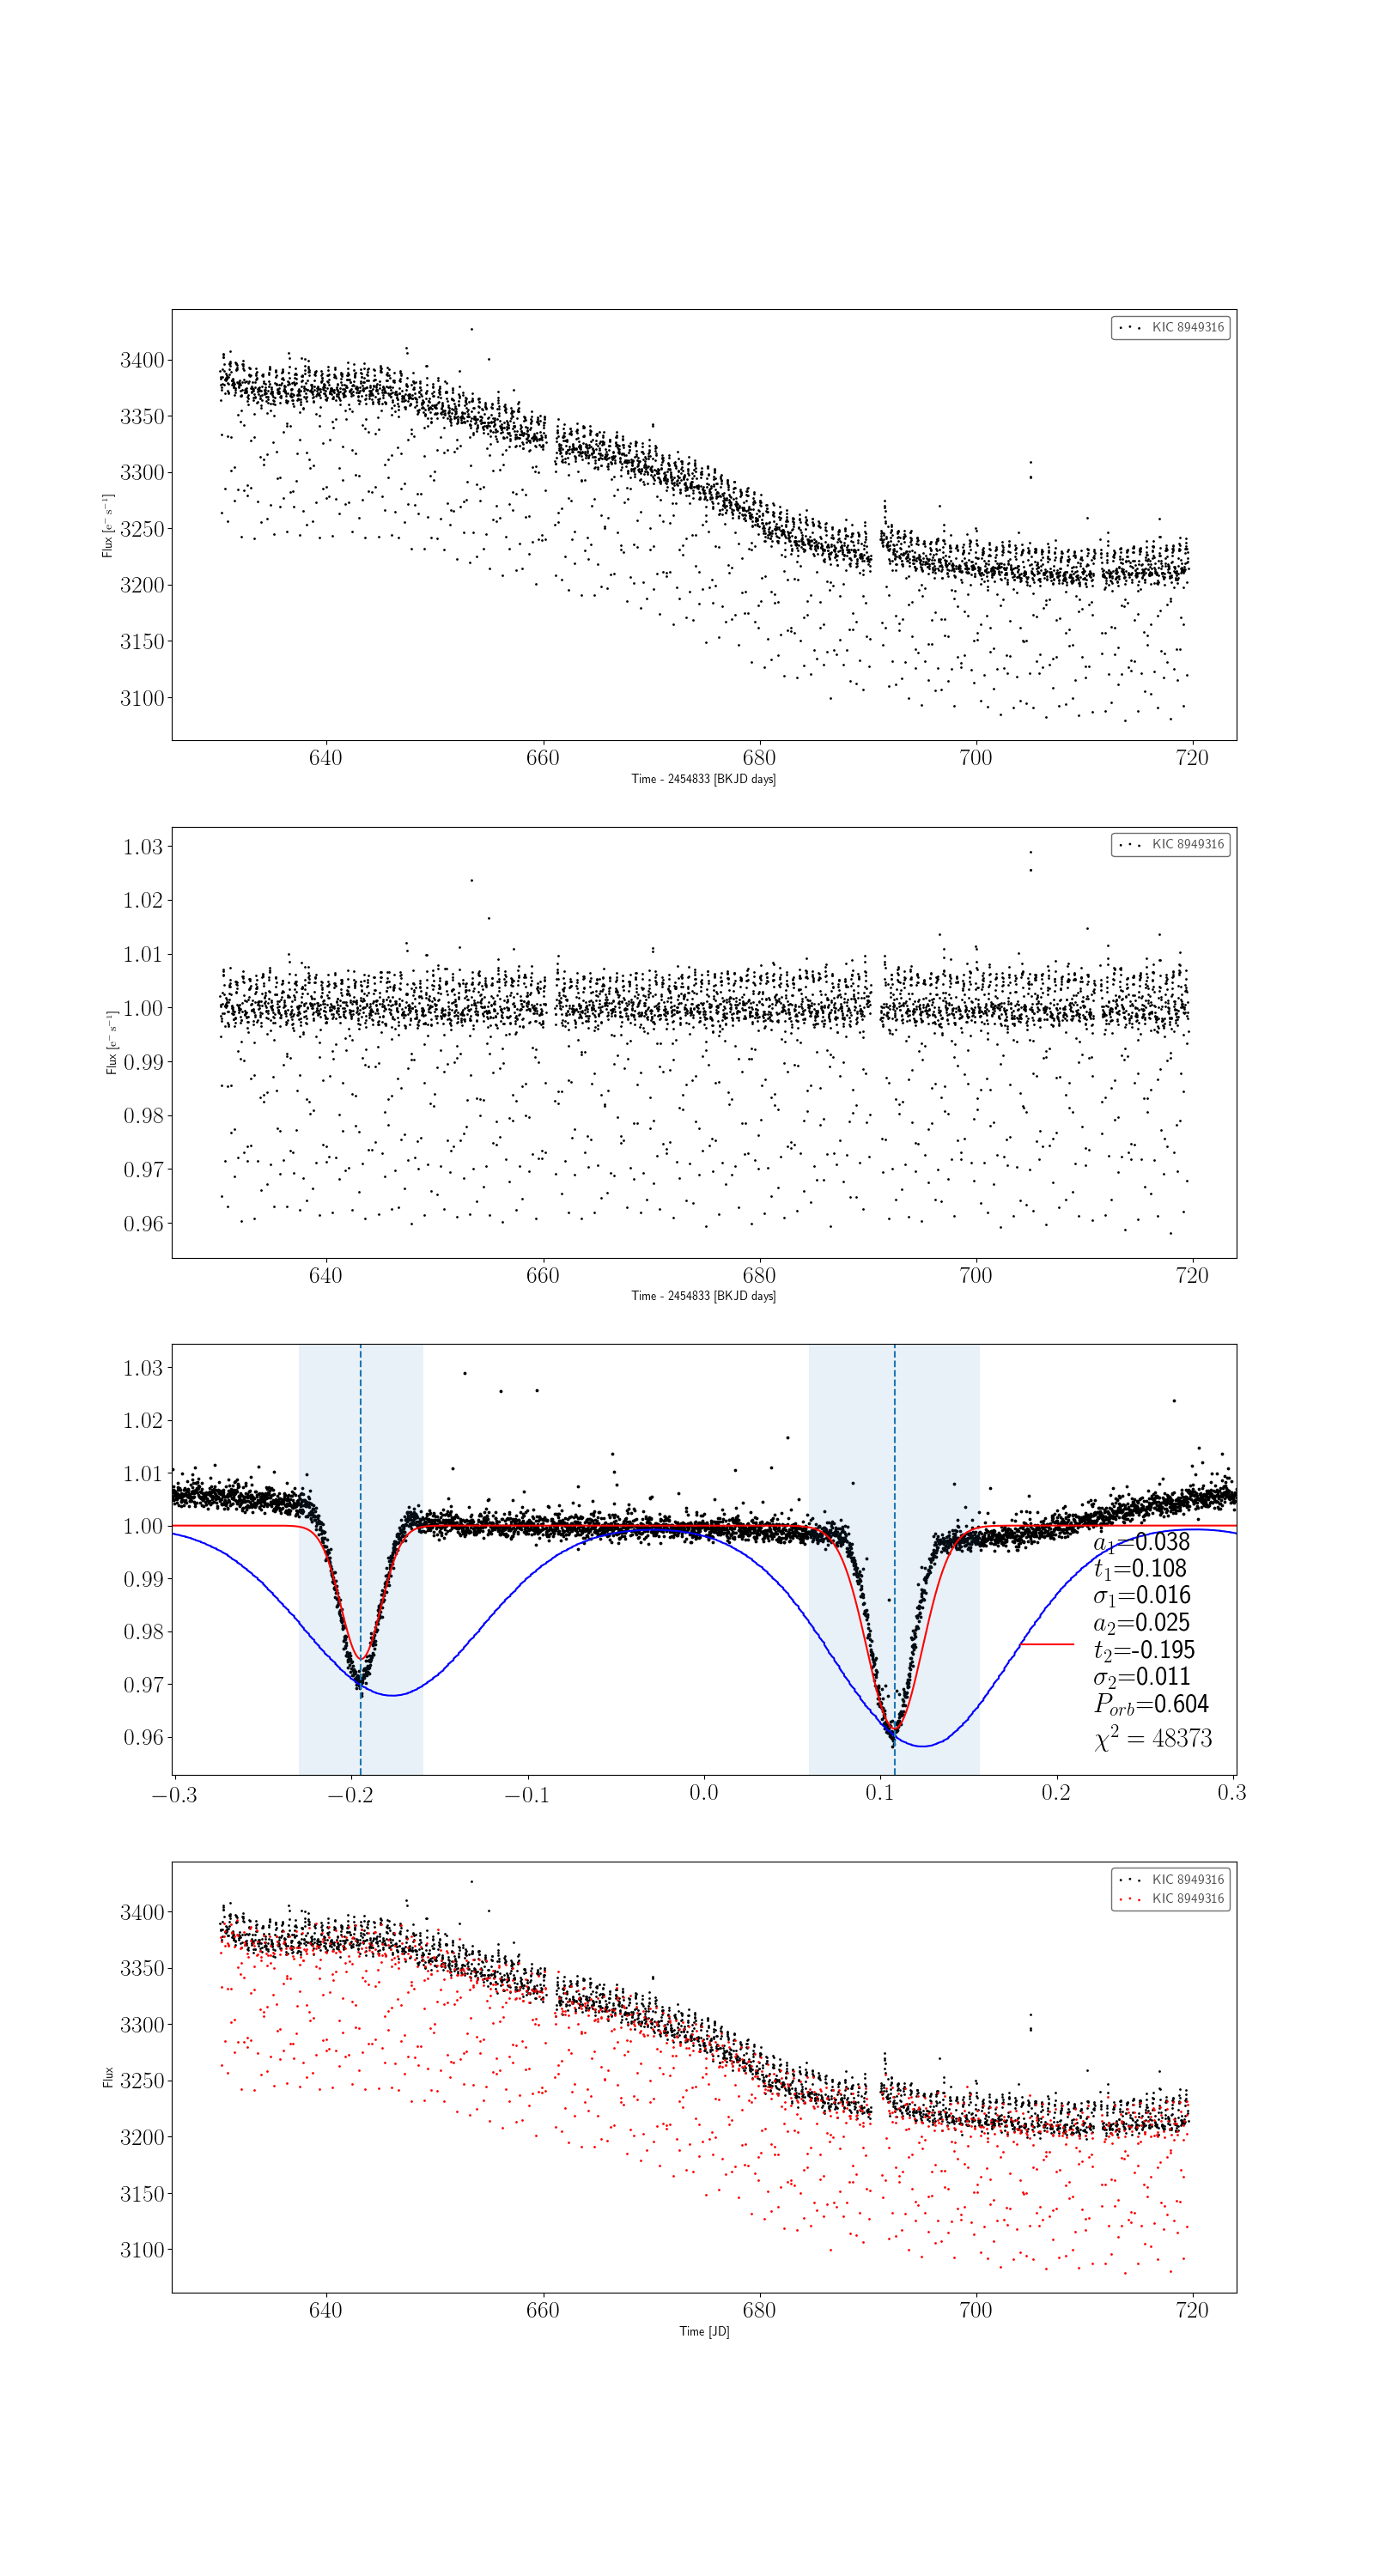 KIC 8949316
3400
3350
3300
3250
3200
3150
3100
Flux [e⁻ s⁻¹]
640 660 680 700 720
Time - 2454833 [BKJD days]
KIC 8949316
1.03
1.02
1.01
1.00
0.99
0.98
0.97
0.96
Flux [e⁻ s⁻¹]
640 660 680 700 720
Time - 2454833 [BKJD days]
1.03
1.02
1.01
1.00
0.99
0.98
0.97
0.96
a₁=0.038
t₁=0.108
σ₁=0.016
a₂=0.025
t₂=-0.195
σ₂=0.011
P_orb=0.604
χ² = 48373
−0.3 −0.2 −0.1 0.0 0.1 0.2 0.3
KIC 8949316
KIC 8949316
3400
3350
3300
3250
3200
3150
3100
Flux
640 660 680 700 720
Time [JD]